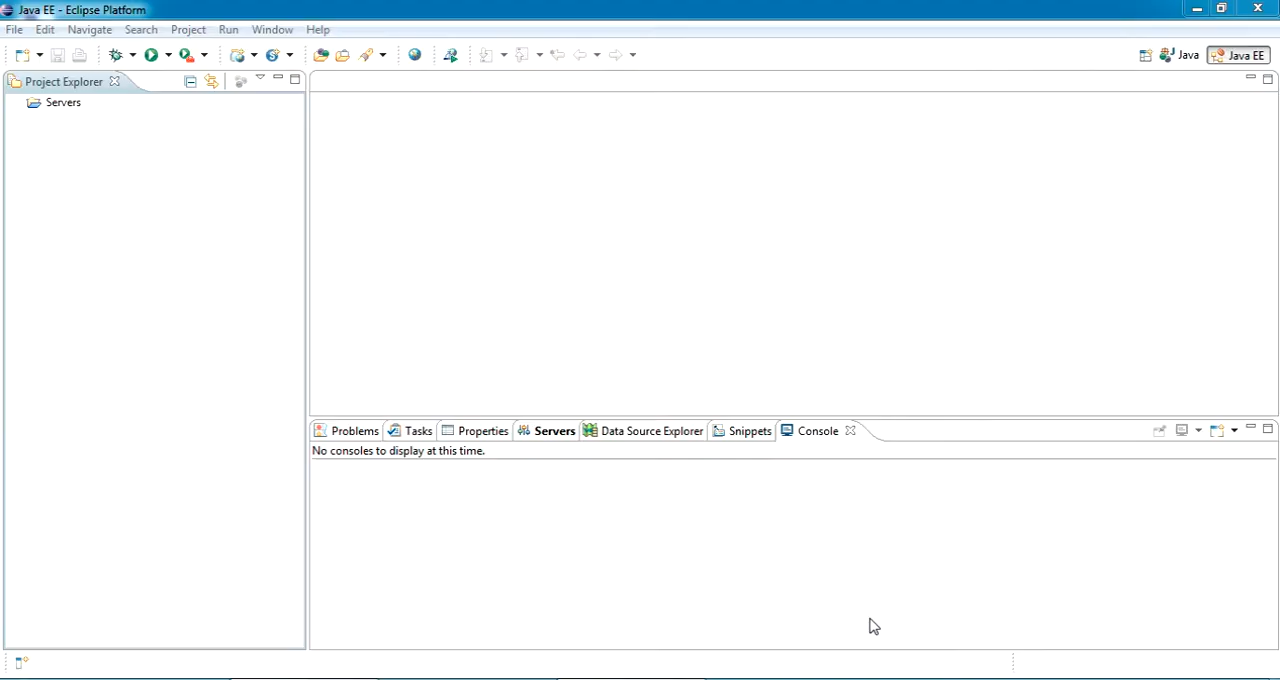 Java EE - Eclipse Platform
File Edit Navigate Search Project Run Window Help
Java Java EE
Project Explorer
Servers
Problems Tasks Properties Servers Data Source Explorer Snippets Console
No consoles to display at this time.